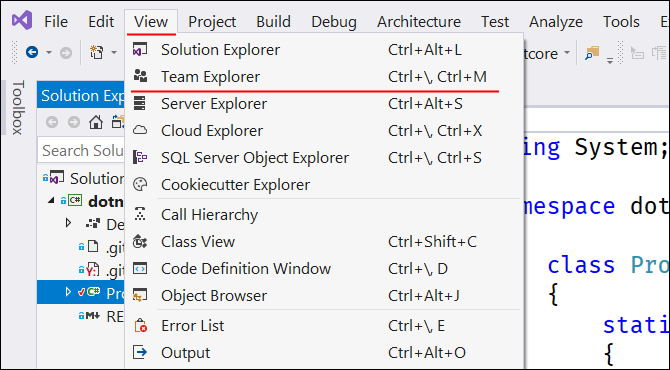 File Edit View Project Build Debug Architecture Test Analyze Tools
tcore
Toolbox
Solution Exp
Search Solu
Solution
dotn
De
.git
.git
Pro
RE
Solution Explorer Ctrl+Alt+L
Team Explorer Ctrl+\, Ctrl+M
Server Explorer Ctrl+Alt+S
Cloud Explorer Ctrl+\, Ctrl+X
SQL Server Object Explorer Ctrl+\, Ctrl+S
Cookiecutter Explorer
Call Hierarchy
Class View Ctrl+Shift+C
Code Definition Window Ctrl+\, D
Object Browser Ctrl+Alt+J
Error List Ctrl+\, E
Output Ctrl+Alt+O
ing System;
mespace dot
class Pro
{
stati
{